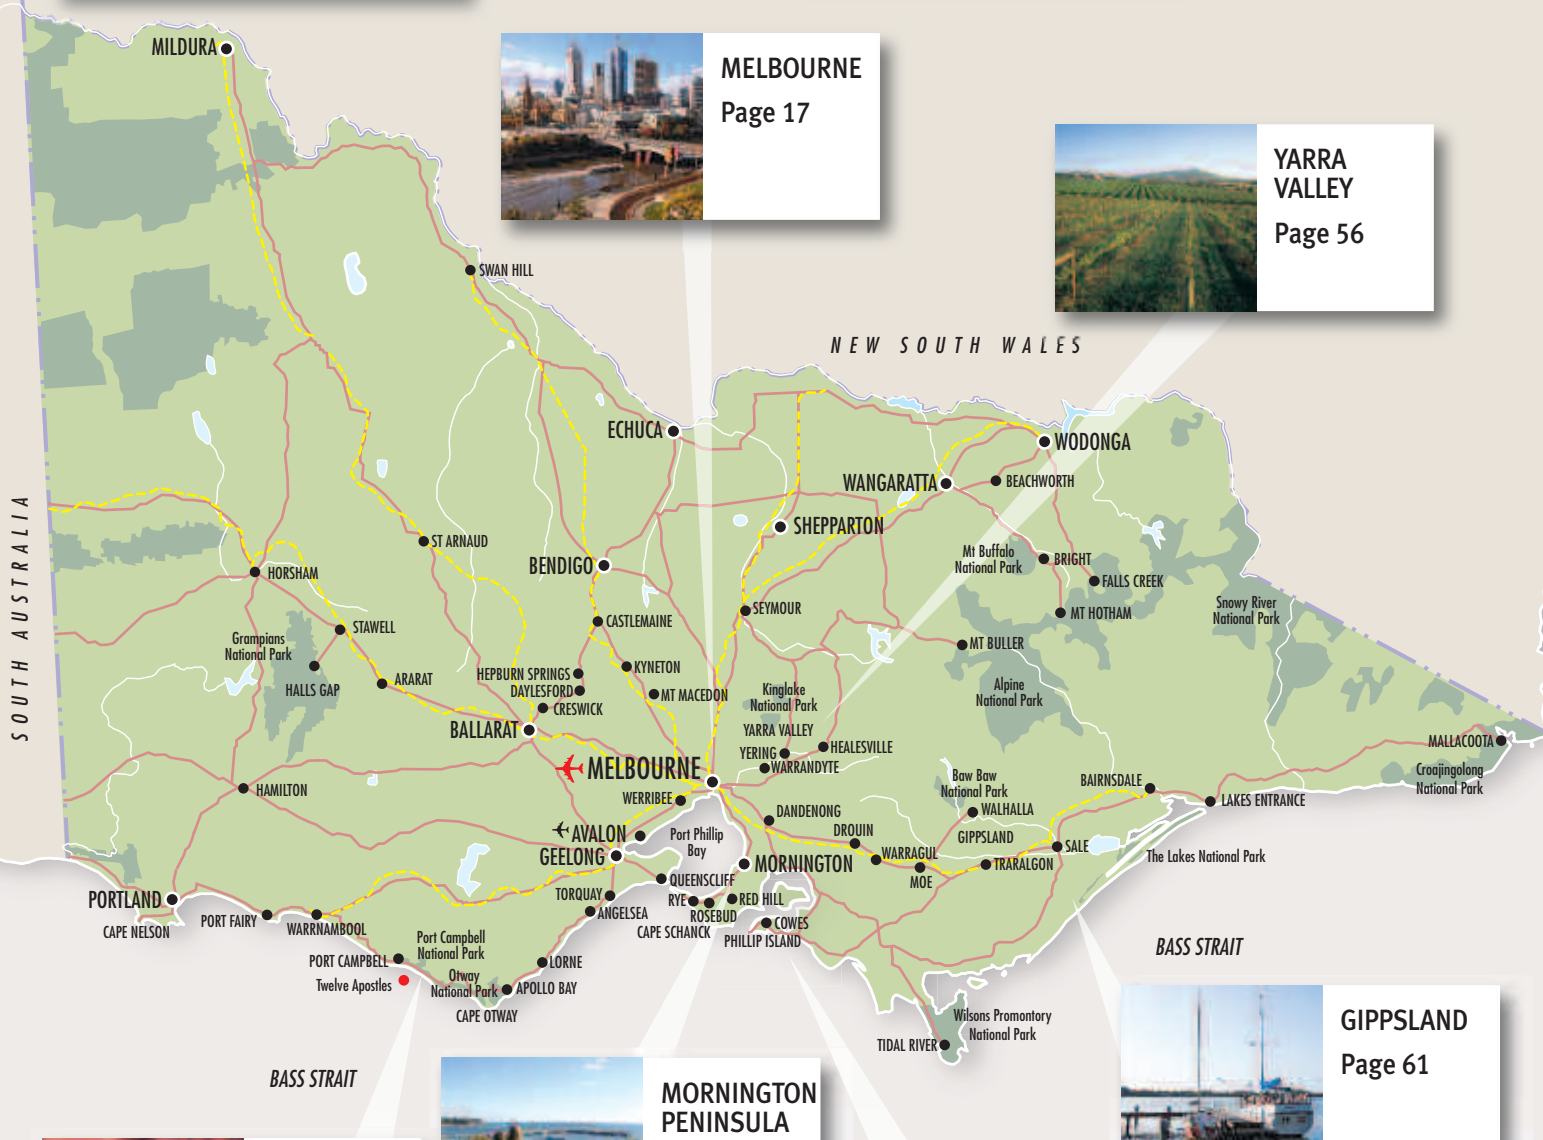 MILDURA
MELBOURNE
Page 17
YARRA
VALLEY
Page 56
SWAN HILL
NEW SOUTH WALES
ECHUCA
WODONGA
WANGARATTA
BEACHWORTH
SOUTH AUSTRALIA
SHEPPARTON
ST ARNAUD
Mt Buffalo
National Park
BRIGHT
BENDIGO
HORSHAM
FALLS CREEK
SEYMOUR
MT HOTHAM
Snowy River
National Park
CASTLEMAINE
STAWELL
Grampians
National Park
MT BULLER
KYNETON
HEPBURN SPRINGS
ARARAT
HALLS GAP
DAYLESFORD
MT MACEDON
Kinglake
National Park
Alpine
National Park
CRESWICK
BALLARAT
YARRA VALLEY
MALLACOOTA
YERING
HEALESVILLE
MELBOURNE
WARRANDYTE
Croajingolong
National Park
Baw Baw
National Park
BAIRNSDALE
HAMILTON
WERRIBEE
LAKES ENTRANCE
WALHALLA
DANDENONG
AVALON
Port Phillip
Bay
DROUIN
GIPPSLAND
SALE
GEELONG
WARRAGUL
The Lakes National Park
MORNINGTON
TRARALGON
MOE
QUEENSCLIFF
TORQUAY
PORTLAND
RYE
RED HILL
ROSEBUD
ANGELSEA
PORT FAIRY
COWES
CAPE NELSON
WARRNAMBOOL
CAPE SCHANCK
PHILLIP ISLAND
Port Campbell
National Park
BASS STRAIT
PORT CAMPBELL
LORNE
Twelve Apostles
Otway
National Park
APOLLO BAY
CAPE OTWAY
Wilsons Promontory
National Park
TIDAL RIVER
GIPPSLAND
Page 61
BASS STRAIT
MORNINGTON
PENINSULA